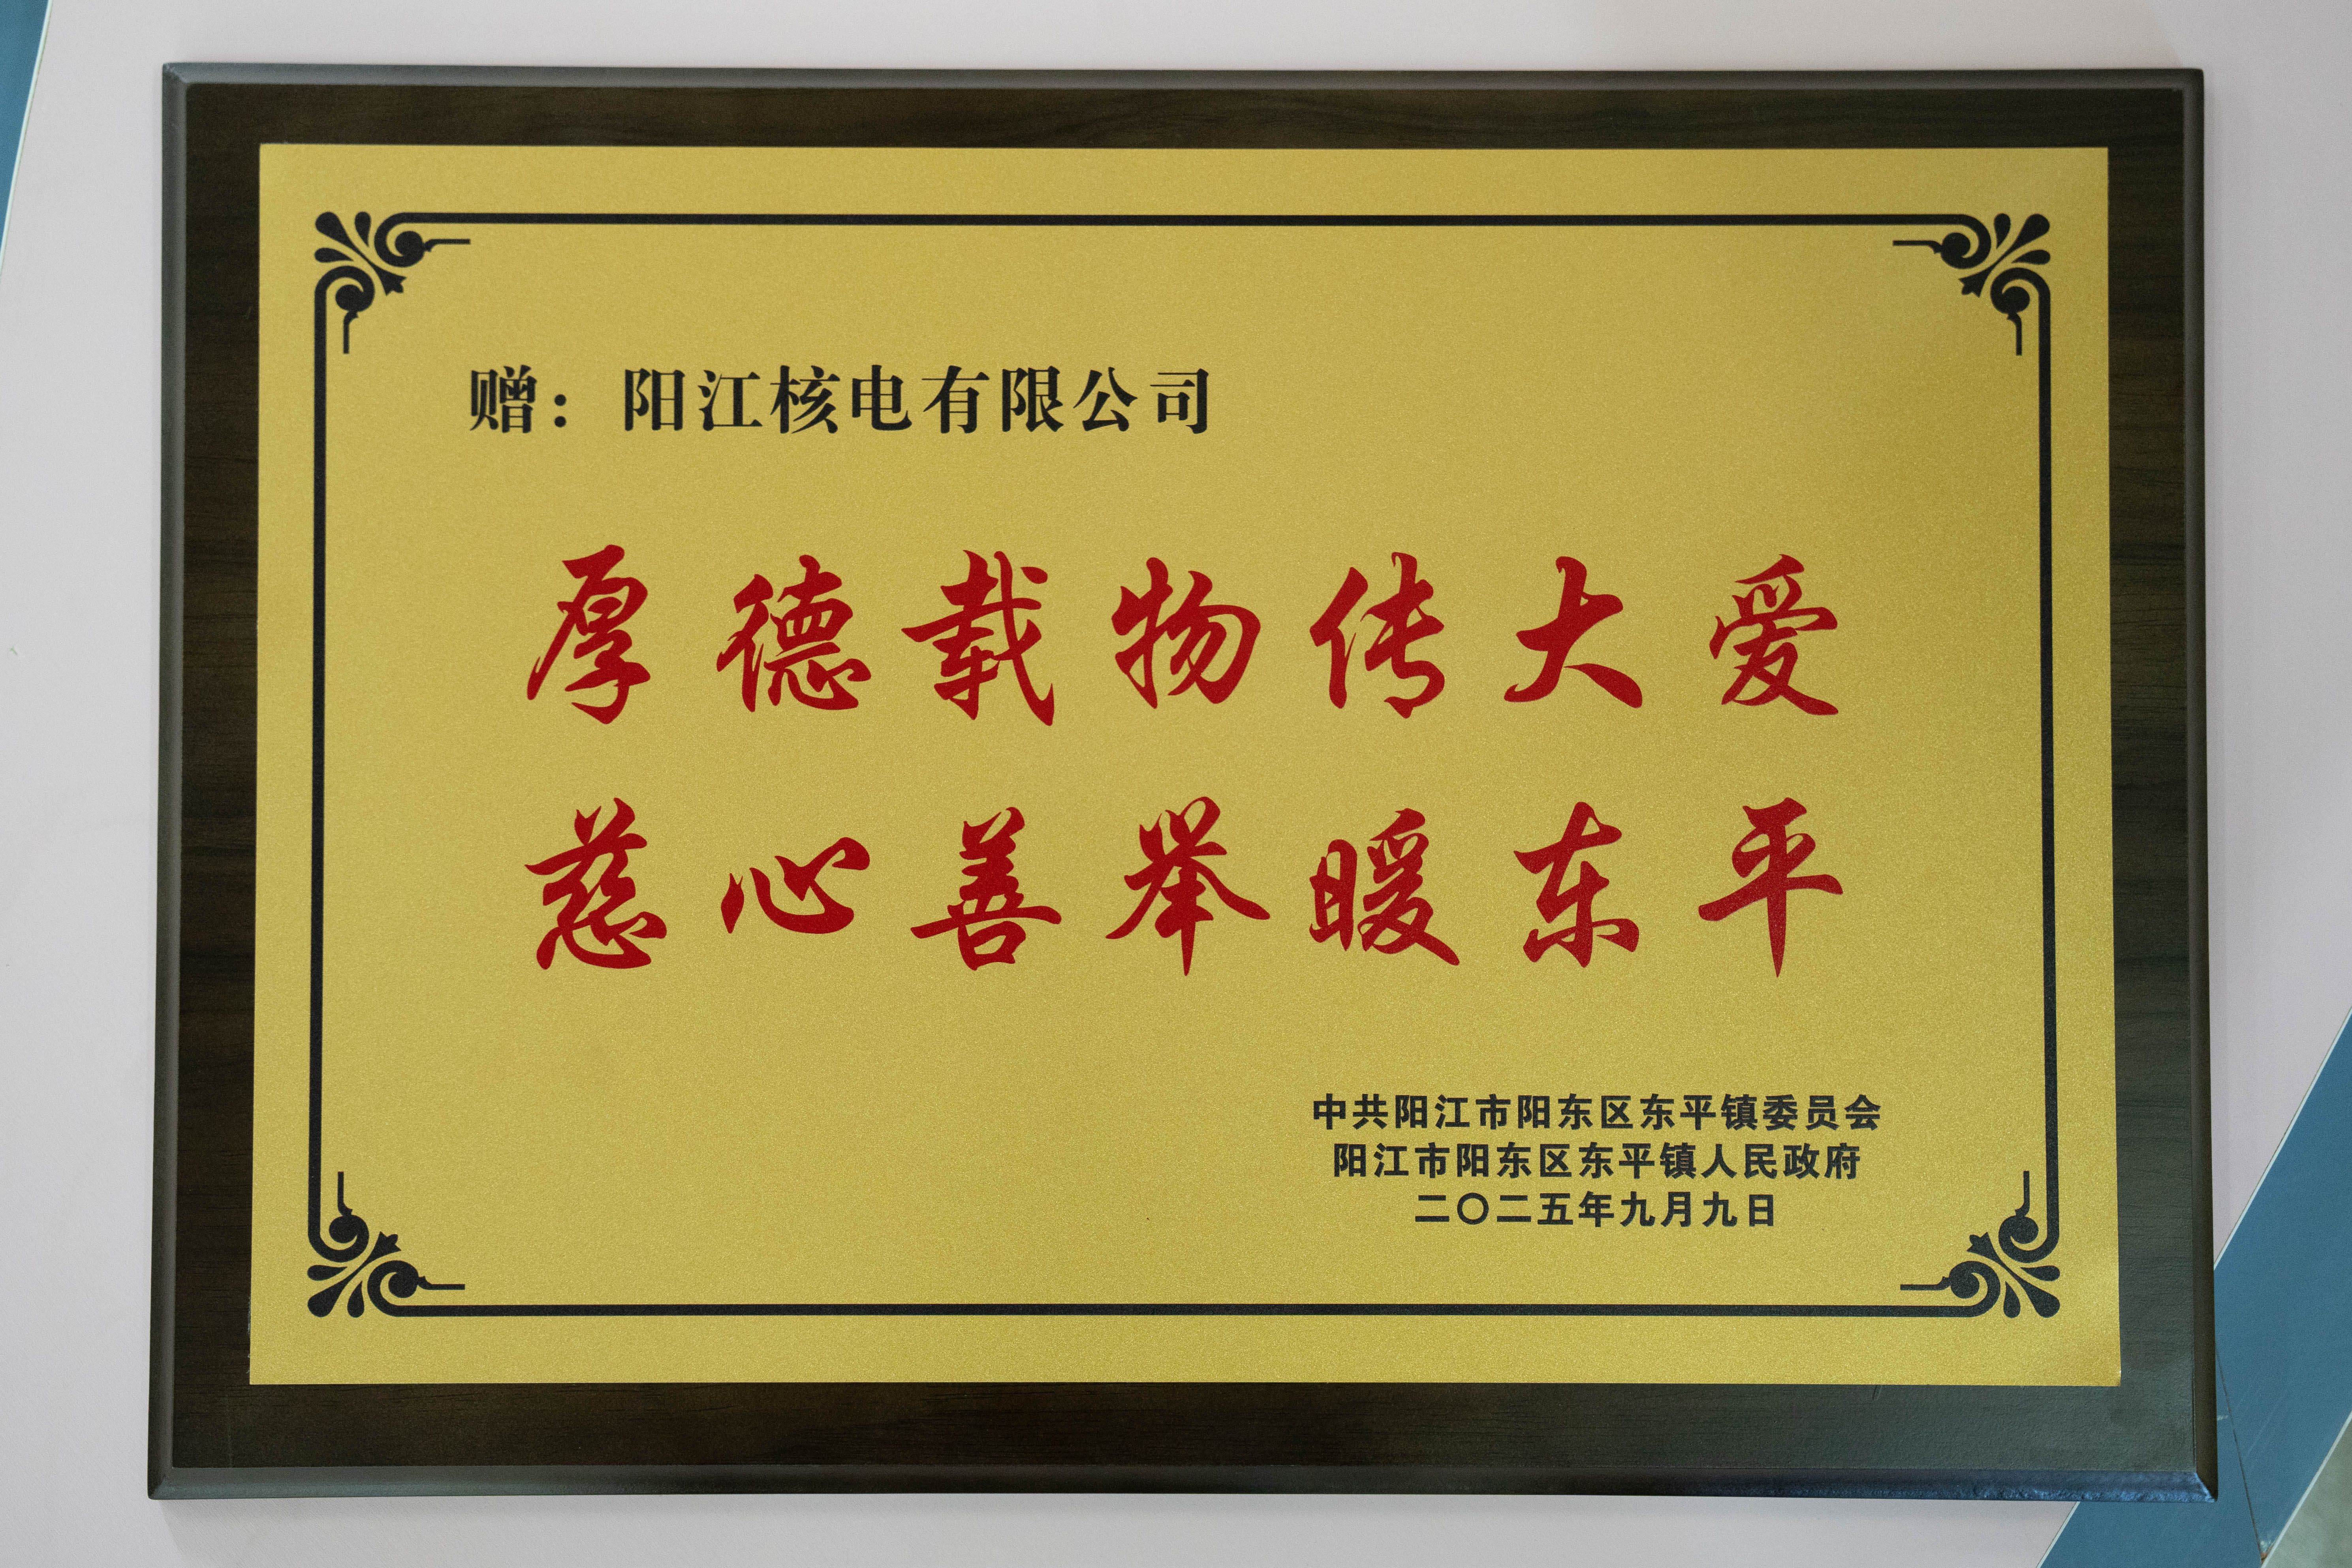 赠：阳江核电有限公司
厚德载物传大爱
慈心善举暖东平
中共阳江市阳东区东平镇委员会
阳江市阳东区东平镇人民政府
二〇二五年九月九日